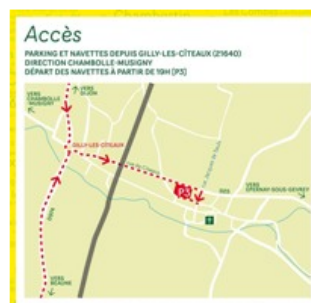 Accès
PARKING ET NAVETTES DEPUIS GILLY-LES-CÎTEAUX (21640)
DIRECTION CHAMBOLLE-MUSIGNY
DÉPART DES NAVETTES À PARTIR DE 19H (P3)
VERS
DIJON
VERS
CHAMBOLLE-
MUSIGNY
GILLY-LES-CÎTEAUX
P3
VERS
EPERNAY-SOUS-GEVREY
VERS
BEAUNE